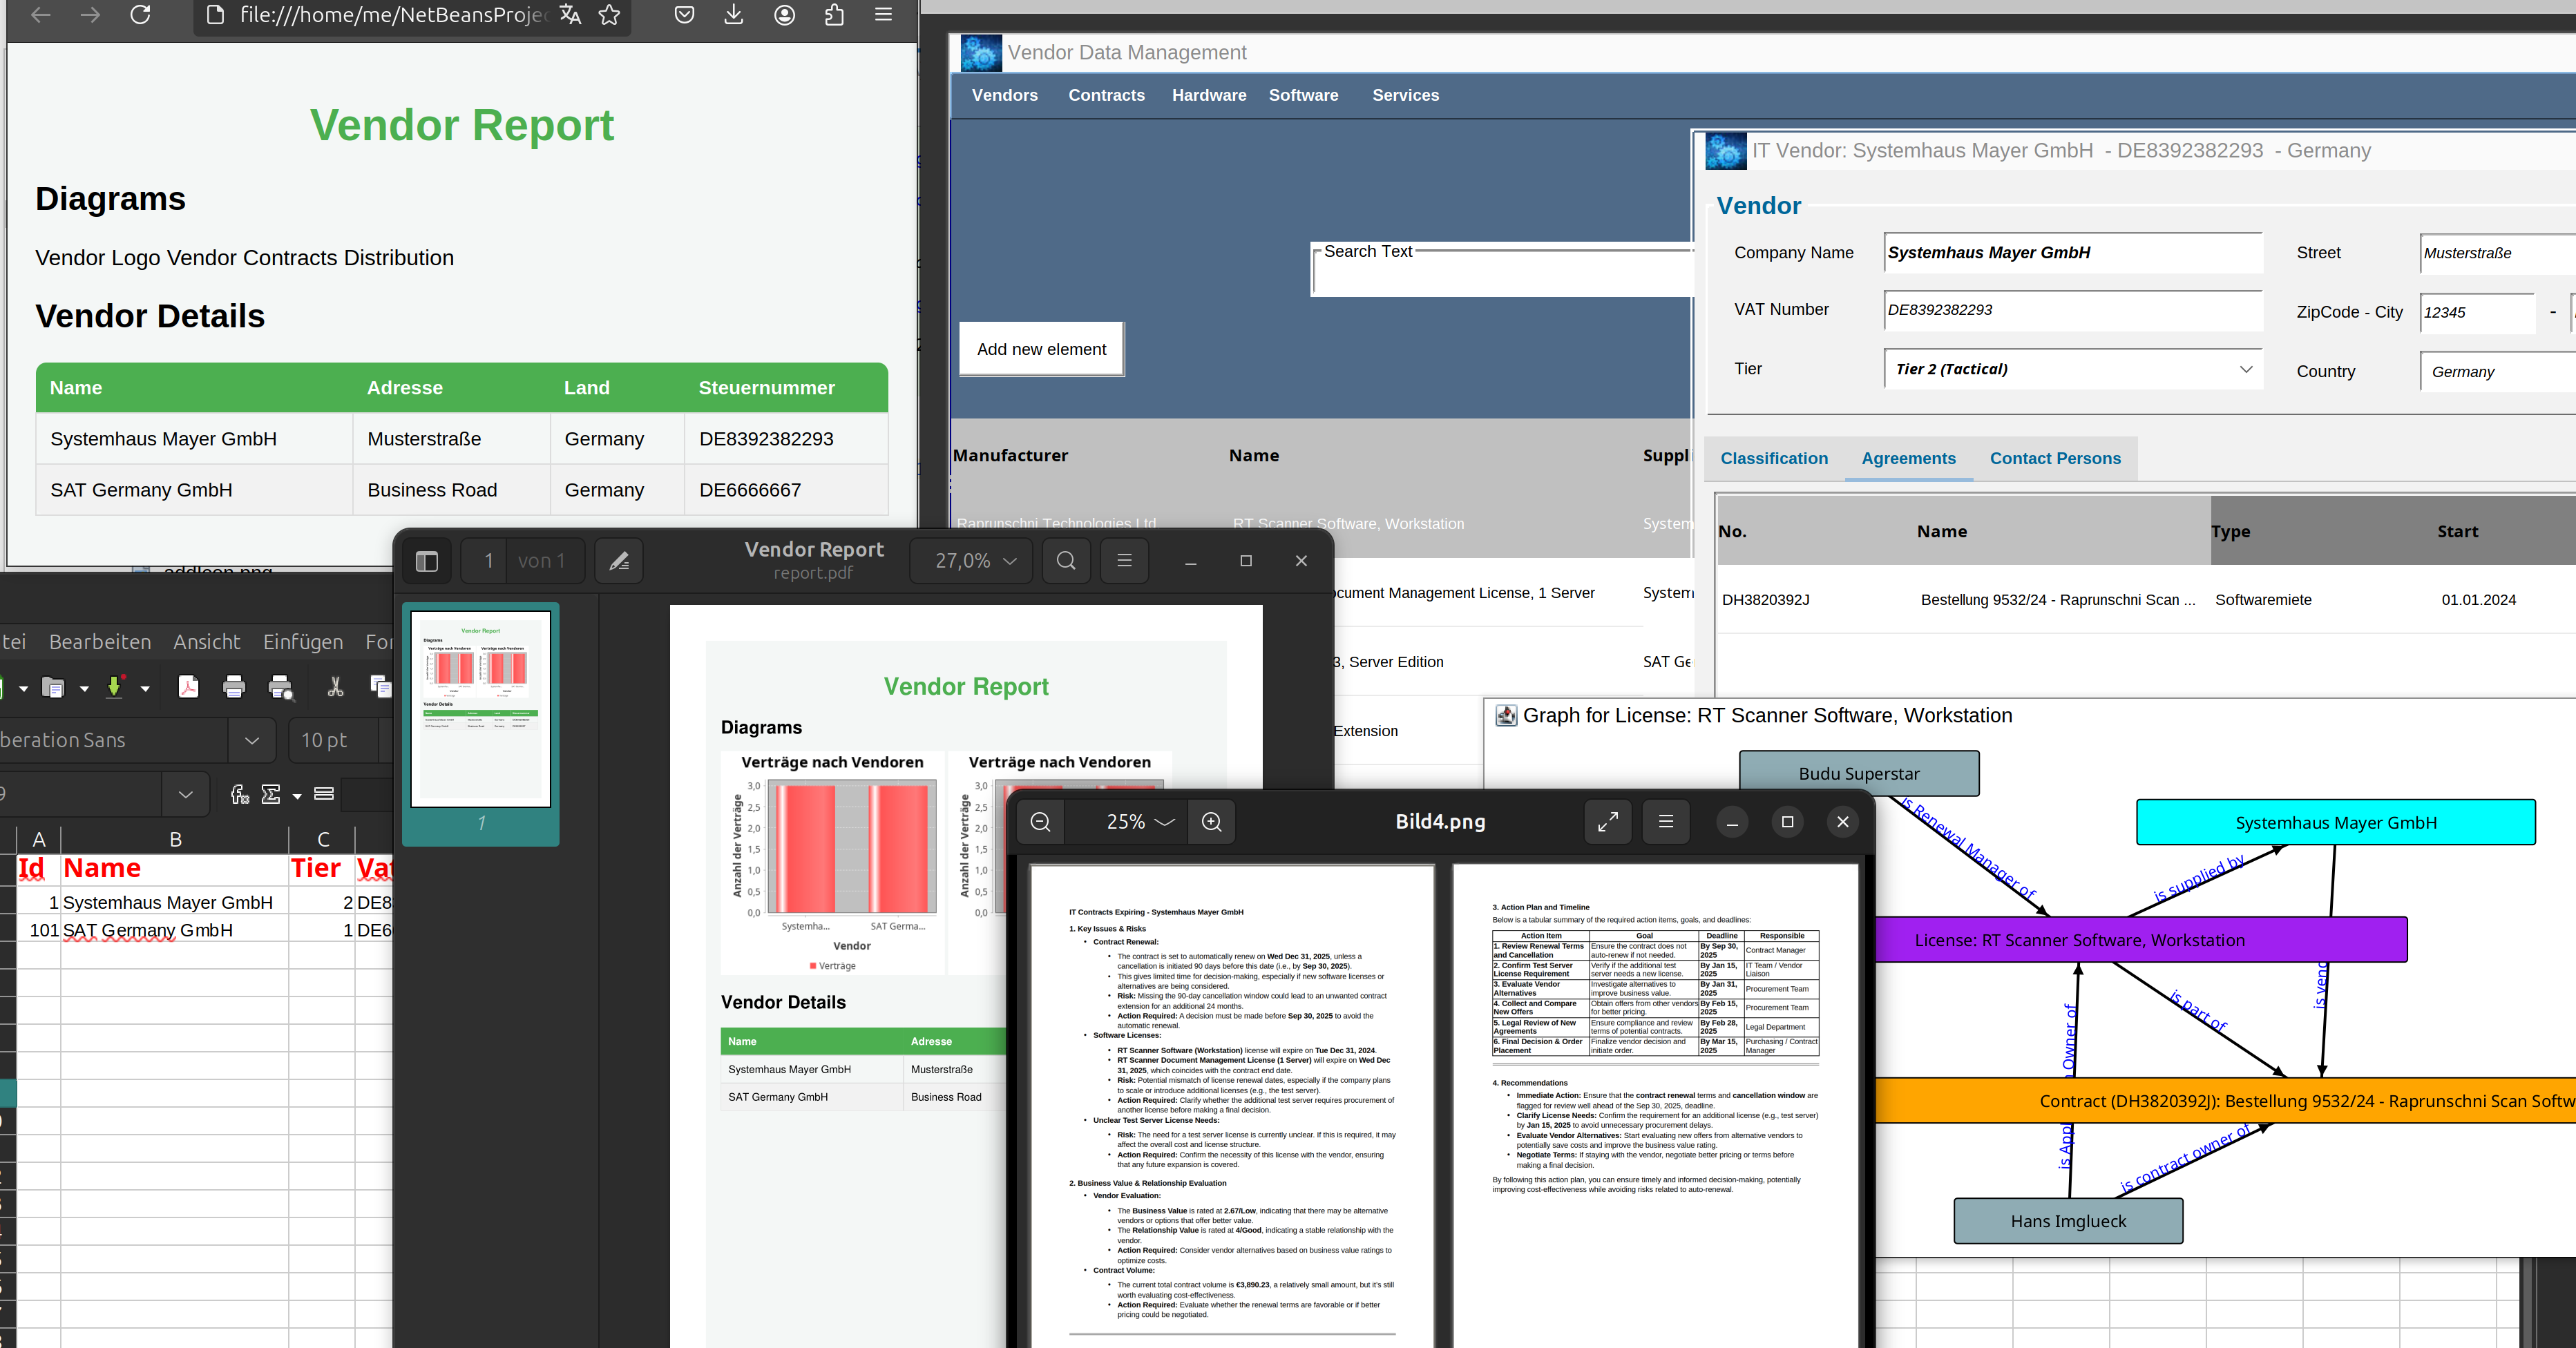 file:///home/me/NetBeansProje
Vendor Report
Diagrams
Vendor Logo Vendor Contracts Distribution
Vendor Details
Name Adresse Land Steuernummer
Systemhaus Mayer GmbH Musterstraße Germany DE8392382293
SAT Germany GmbH Business Road Germany DE6666667
addIcon.png
Vendor Data Management
Vendors Contracts Hardware Software Services
Search Text
Add new element
Manufacturer Name Suppli
Raprunschni Technologies Ltd RT Scanner Software, Workstation System
ocument Management License, 1 Server System
3, Server Edition SAT Ge
Extension
IT Vendor: Systemhaus Mayer GmbH - DE8392382293 - Germany
Vendor
Company Name Systemhaus Mayer GmbH Street Musterstraße
VAT Number DE8392382293 ZipCode - City 12345 -
Tier Tier 2 (Tactical) Country Germany
Classification Agreements Contact Persons
No. Name Type Start
DH3820392J Bestellung 9532/24 - Raprunschni Scan ... Softwaremiete 01.01.2024
tei Bearbeiten Ansicht Einfügen For
beration Sans 10 pt
A B C
Id Name Tier Vat
1 Systemhaus Mayer GmbH 2 DE8
101 SAT Germany GmbH 1 DE6
1 von 1 Vendor Report 27,0%
report.pdf
1
Vendor Report
Diagrams
Verträge nach Vendoren
Anzahl der Verträge
3,0
2,5
2,0
1,5
1,0
0,5
0,0
Systemha... SAT Germa...
Vendor
Verträge
Verträge nach Vendoren
Anzahl der Verträge
3,0
2,5
2,0
1,5
1,0
0,5
0,0
Vendor Details
Name Adresse
Systemhaus Mayer GmbH Musterstraße
SAT Germany GmbH Business Road
25% Bild4.png
IT Contracts Expiring - Systemhaus Mayer GmbH
1. Key Issues & Risks
• Contract Renewal:
• The contract is set to automatically renew on Wed Dec 31, 2025, unless a
cancellation is initiated 90 days before this date (i.e., by Sep 30, 2025).
• This gives limited time for decision-making, especially if new software licenses or
alternatives are being considered.
• Risk: Missing the 90-day cancellation window could lead to an unwanted contract
extension for an additional 24 months.
• Action Required: A decision must be made before Sep 30, 2025 to avoid the
automatic renewal.
• Software Licenses:
• RT Scanner Software (Workstation) license will expire on Tue Dec 31, 2024.
• RT Scanner Document Management License (1 Server) will expire on Wed Dec
31, 2025, which coincides with the contract end date.
• Risk: Potential mismatch of license renewal dates, especially if the company plans
to scale or introduce additional licenses (e.g., the test server).
• Action Required: Clarify whether the additional test server requires procurement of
another license before making a final decision.
• Unclear Test Server License Needs:
• Risk: The need for a test server license is currently unclear. If this is required, it may
affect the overall cost and license structure.
• Action Required: Confirm the necessity of this license with the vendor, ensuring
that any future expansion is covered.
2. Business Value & Relationship Evaluation
• Vendor Evaluation:
• The Business Value is rated at 2.67/Low, indicating that there may be alternative
vendors or options that offer better value.
• The Relationship Value is rated at 4/Good, indicating a stable relationship with the
vendor.
• Action Required: Consider vendor alternatives based on business value ratings to
optimize costs.
• Contract Volume:
• The current total contract volume is €3,890.23, a relatively small amount, but it's still
worth evaluating cost-effectiveness.
• Action Required: Evaluate whether the renewal terms are favorable or if better
pricing could be negotiated.
3. Action Plan and Timeline
Below is a tabular summary of the required action items, goals, and deadlines:
Action Item Goal Deadline Responsible
1. Review Renewal Terms and Cancellation Ensure the contract does not auto-renew if not needed. By Sep 30, 2025 Contract Manager
2. Confirm Test Server License Requirement Verify if the additional test server needs a new license. By Jan 15, 2025 IT Team / Vendor Liaison
3. Evaluate Vendor Alternatives Investigate alternatives to improve business value. By Jan 31, 2025 Procurement Team
4. Collect and Compare New Offers Obtain offers from other vendors for better pricing. By Feb 15, 2025 Procurement Team
5. Legal Review of New Agreements Ensure compliance and review terms of potential contracts. By Feb 28, 2025 Legal Department
6. Final Decision & Order Placement Finalize vendor decision and initiate order. By Mar 15, 2025 Purchasing / Contract Manager
4. Recommendations
• Immediate Action: Ensure that the contract renewal terms and cancellation window are
flagged for review well ahead of the Sep 30, 2025, deadline.
• Clarify License Needs: Confirm the requirement for an additional license (e.g., test server)
by Jan 15, 2025 to avoid unnecessary procurement delays.
• Evaluate Vendor Alternatives: Start evaluating new offers from alternative vendors to
potentially save costs and improve the business value rating.
• Negotiate Terms: If staying with the vendor, negotiate better pricing or terms before
making a final decision.
By following this action plan, you can ensure timely and informed decision-making, potentially
improving cost-effectiveness while avoiding risks related to auto-renewal.
Graph for License: RT Scanner Software, Workstation
Budu Superstar
is Renewal Manager of
Systemhaus Mayer GmbH
is supplied by
License: RT Scanner Software, Workstation
is vend
is part of
Owner of
Contract (DH3820392J): Bestellung 9532/24 - Raprunschni Scan Softw
is Appl
is contract owner of
Hans Imglueck